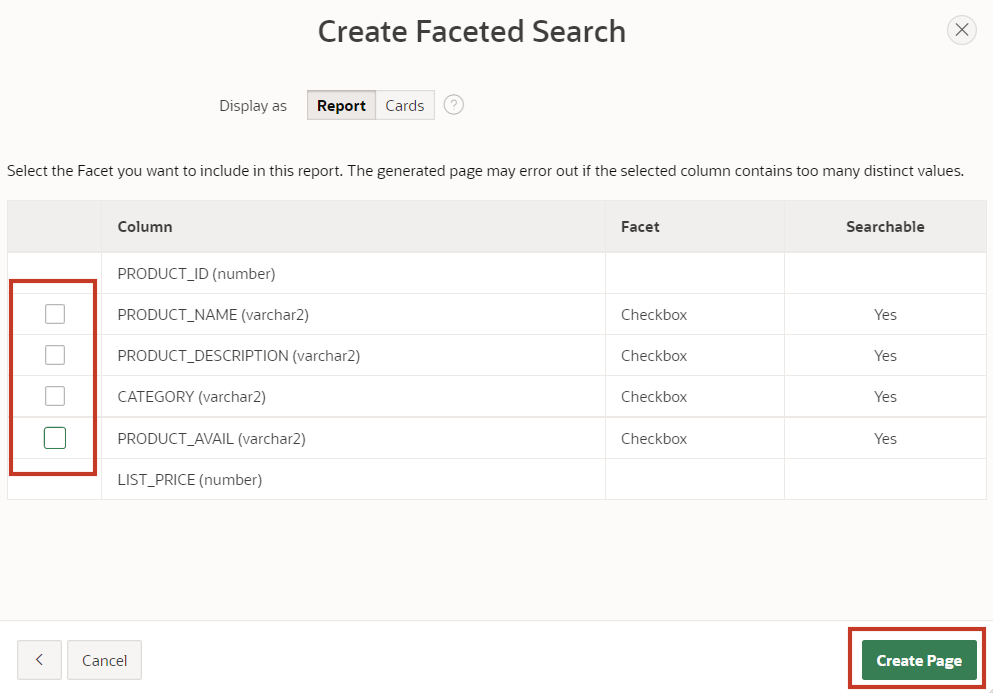 Create Faceted Search
Display as Report Cards ?
Select the Facet you want to include in this report. The generated page may error out if the selected column contains too many distinct values.
Column Facet Searchable
PRODUCT_ID (number)
PRODUCT_NAME (varchar2) Checkbox Yes
PRODUCT_DESCRIPTION (varchar2) Checkbox Yes
CATEGORY (varchar2) Checkbox Yes
PRODUCT_AVAIL (varchar2) Checkbox Yes
LIST_PRICE (number)
Cancel Create Page